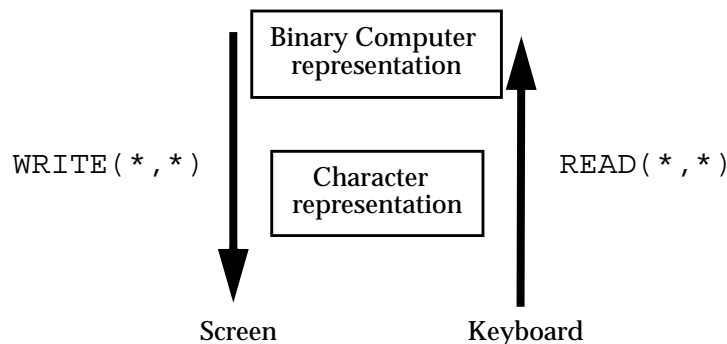 Binary Computer
representation
WRITE(*,*)
Character
representation
READ(*,*)
Screen
Keyboard